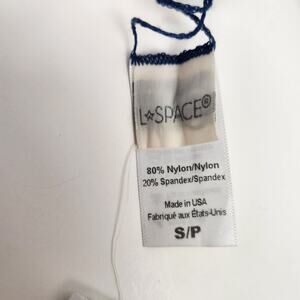 L*SPACE®
80% Nylon/Nylon
20% Spandex/Spandex
Made in USA
Fabriqué aux États-Unis
S/P